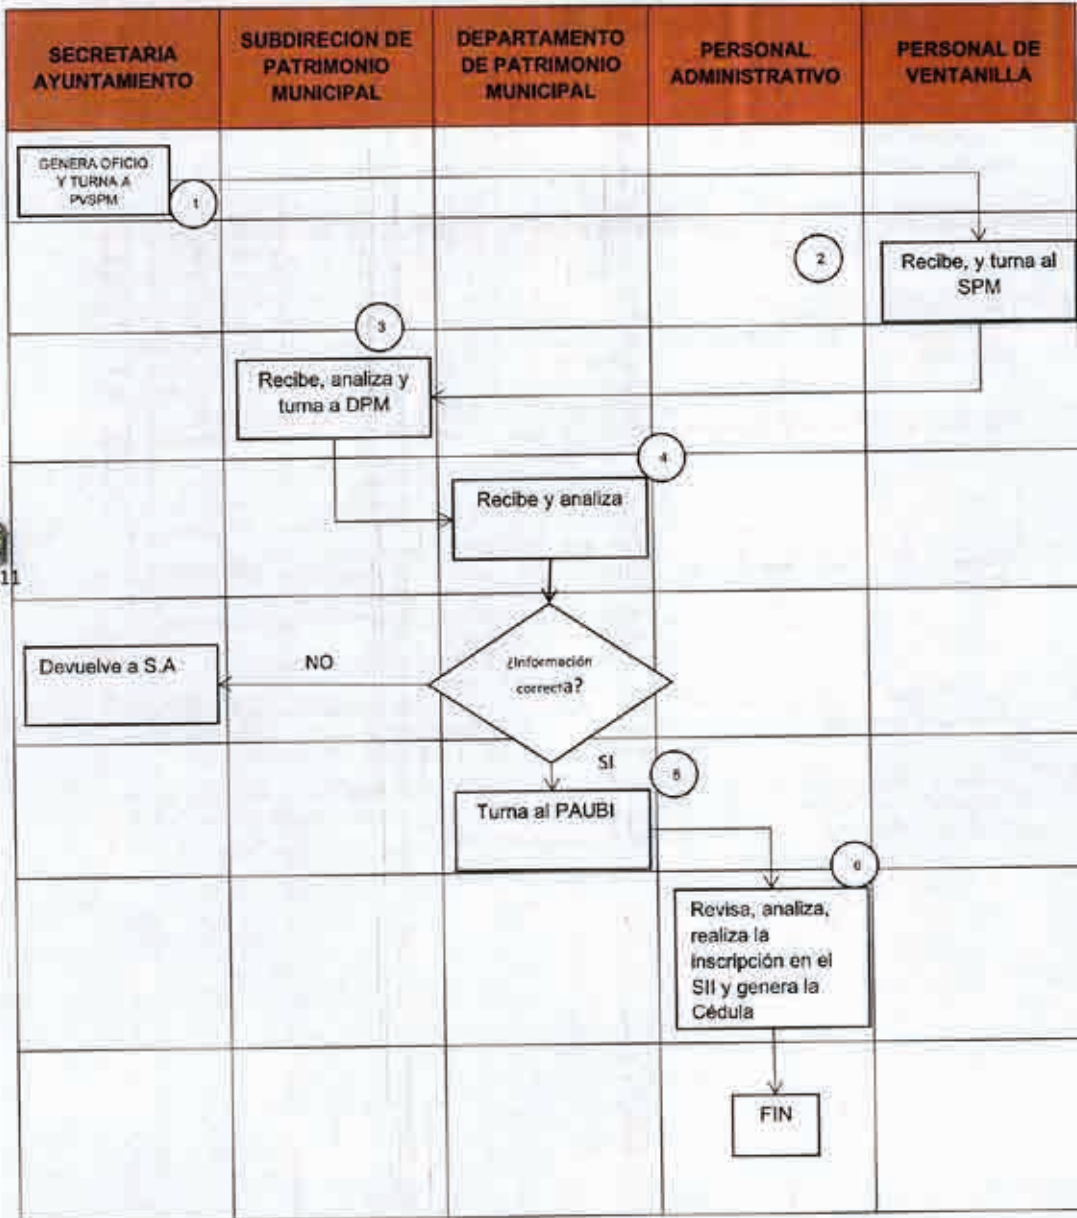 SECRETARIA
AYUNTAMIENTO
SUBDIRECION DE
PATRIMONIO
MUNICIPAL
DEPARTAMENTO
DE PATRIMONIO
MUNICIPAL
PERSONAL
ADMINISTRATIVO
PERSONAL DE
VENTANILLA
GENERA OFICIO
Y TURNA A
PVSPM
1
2
Recibe, y turna al
SPM
3
Recibe, analiza y
turna a DPM
4
Recibe y analiza
11
Devuelve a S.A
NO
¿Información
correcta?
SI
5
Turna al PAUBI
6
Revisa, analiza,
realiza la
inscripción en el
SII y genera la
Cédula
FIN